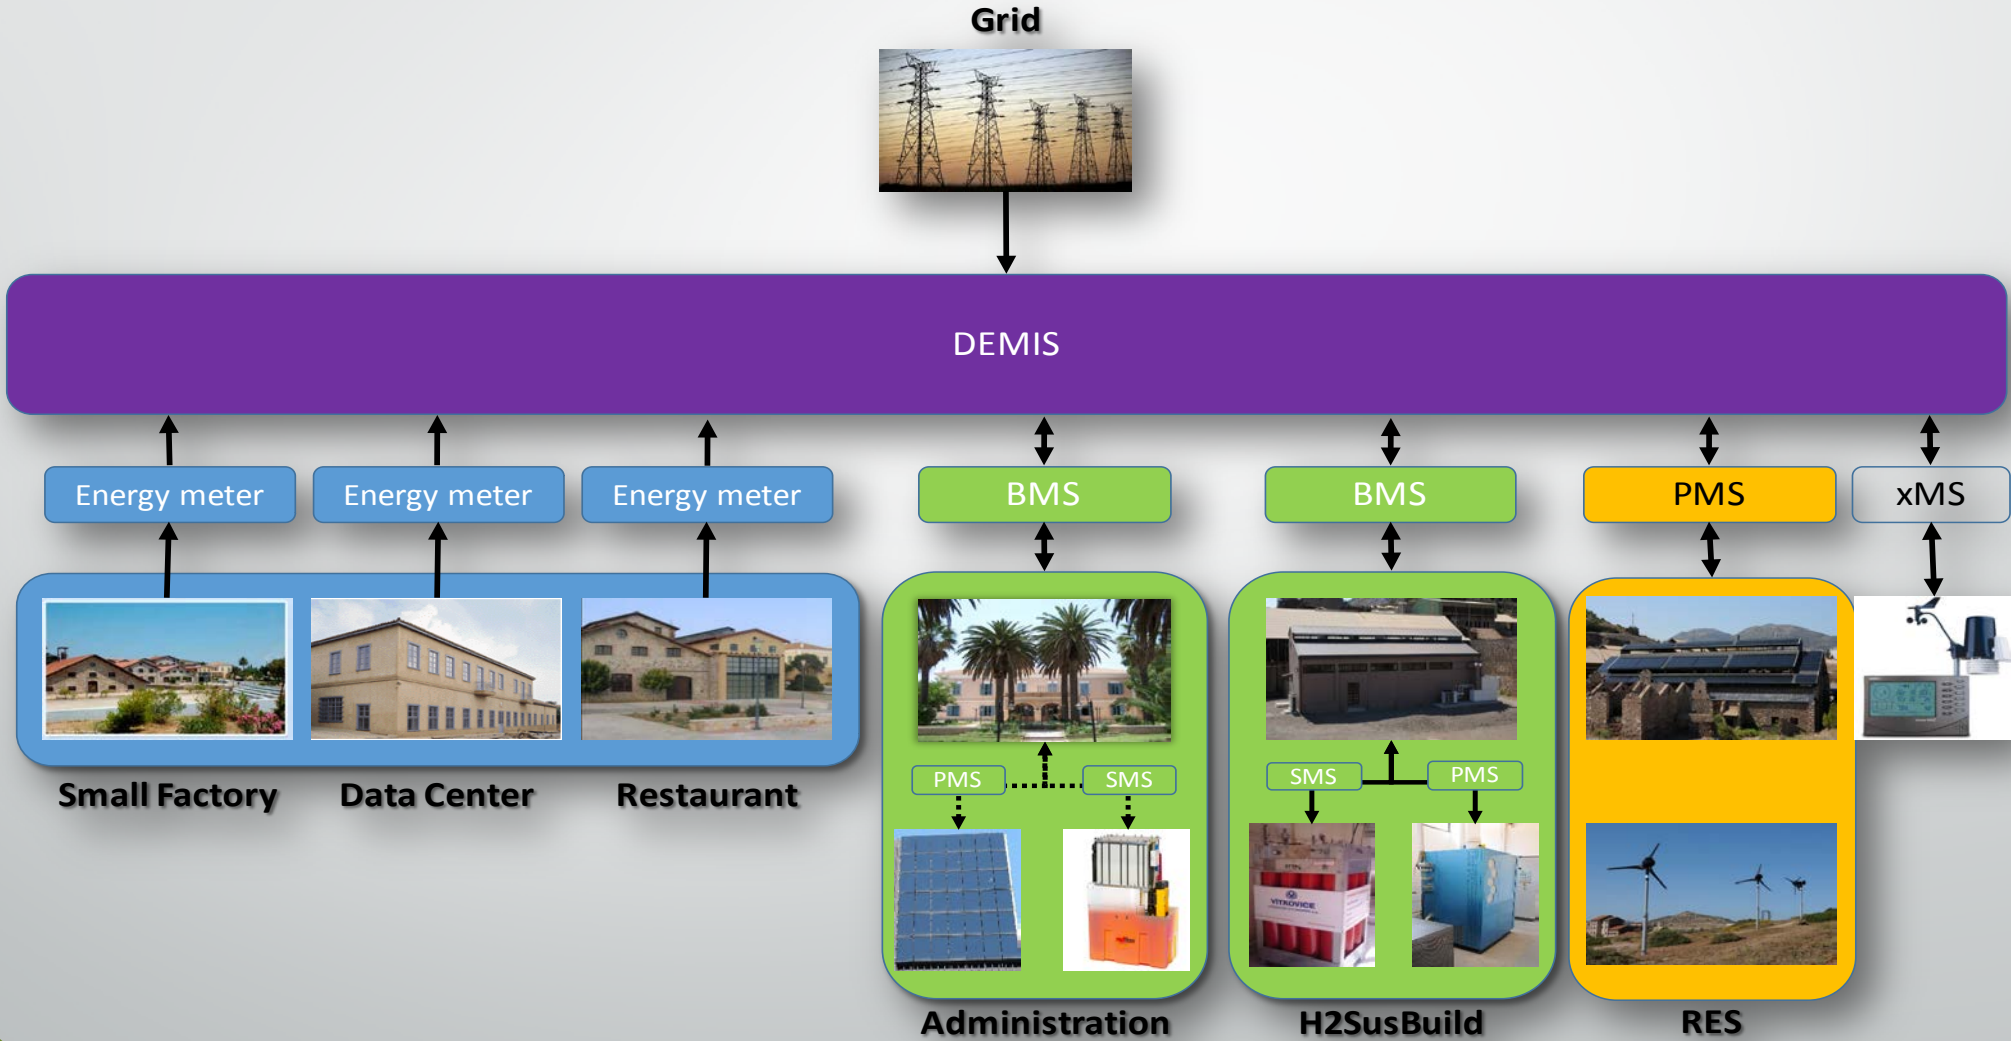 Grid
DEMIS
Energy meter
Energy meter
Energy meter
BMS
BMS
PMS
xMS
Small Factory
Data Center
Restaurant
PMS
SMS
SMS
PMS
VÍTKOVICE
Administration
H2SusBuild
RES